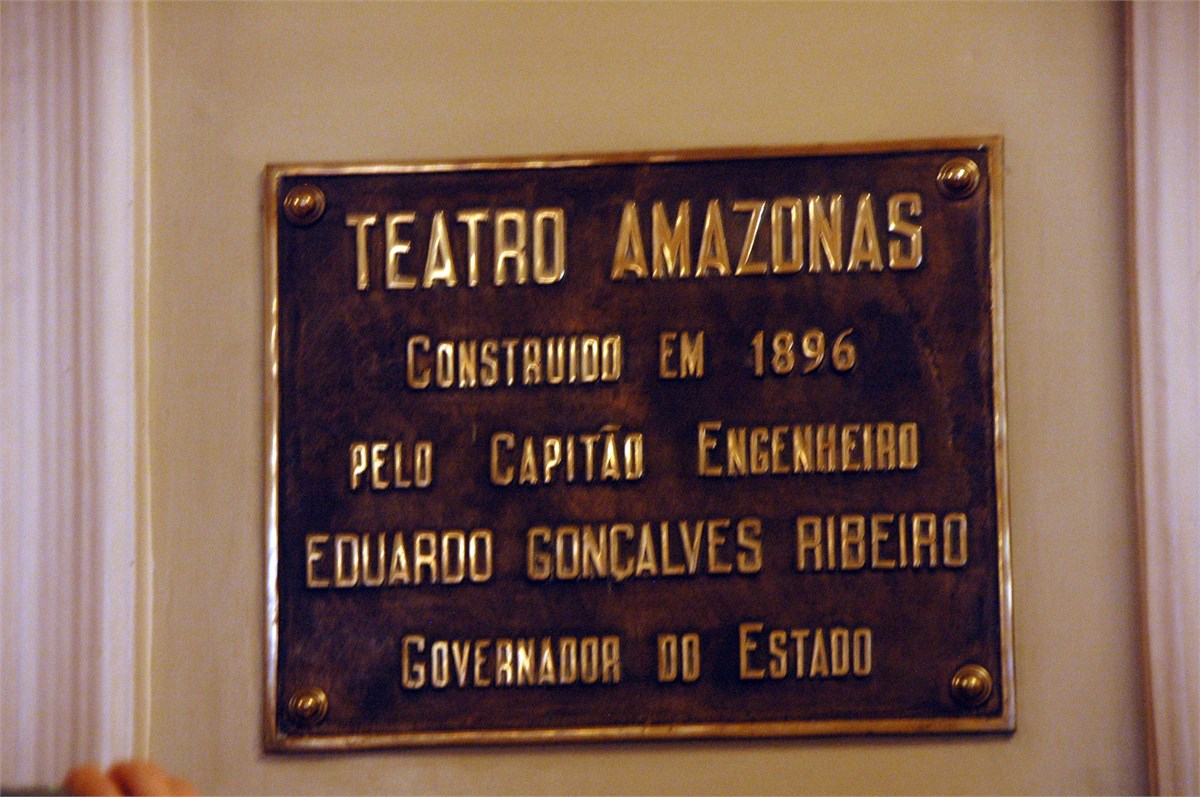 TEATRO AMAZONAS
CONSTRUIDO EM 1896
PELO CAPITÃO ENGENHEIRO
EDUARDO GONÇALVES RIBEIRO
GOVERNADOR DO ESTADO